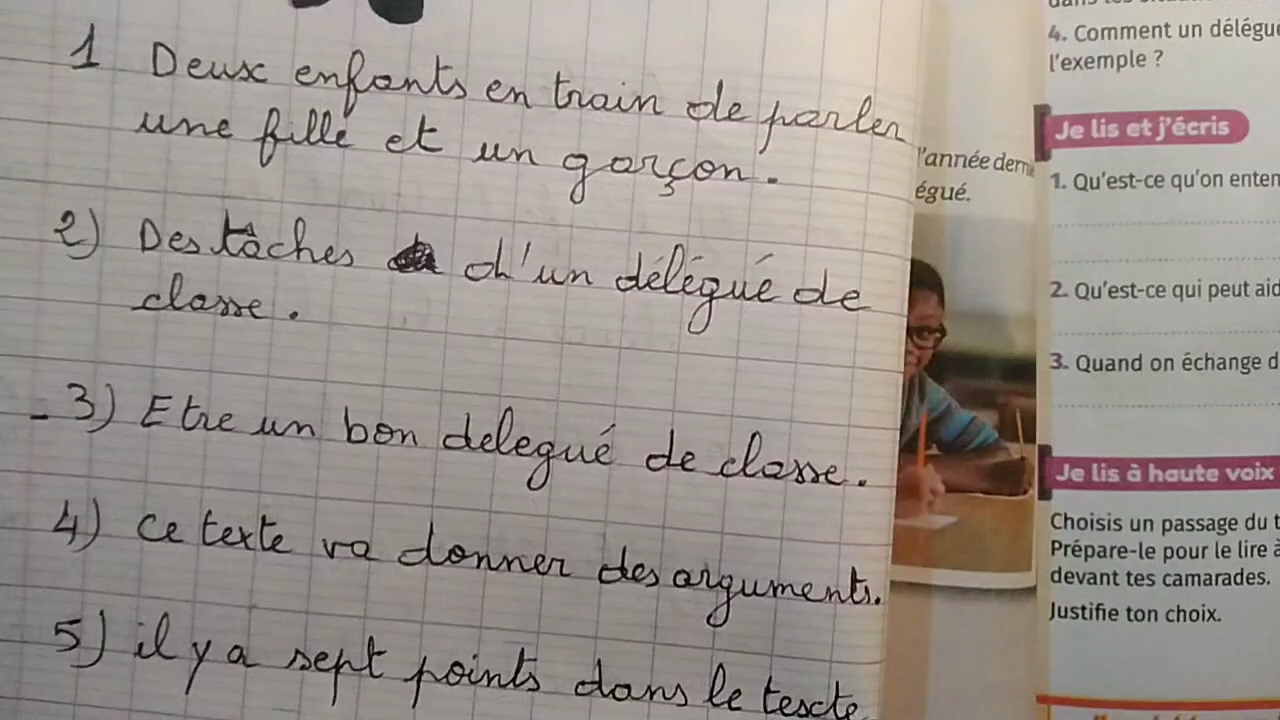 1 Deux enfants en train de parler
une fille et un garçon.
2) Des tâches d'un délégué de
classe.
- 3) Etre un bon delegué de classe.
4) Ce texte va donner des arguments.
5) il y a sept points dans le texte
l'année
égué.
4. Comment un délégué
l'exemple ?
Je lis et j'écris
1. Qu'est-ce qu'on
2. Qu'est-ce qui peut
3. Quand on échange
Je lis à haute voix
Choisis un passage du
Prépare-le pour le lire à
devant tes camarades.
Justifie ton choix.